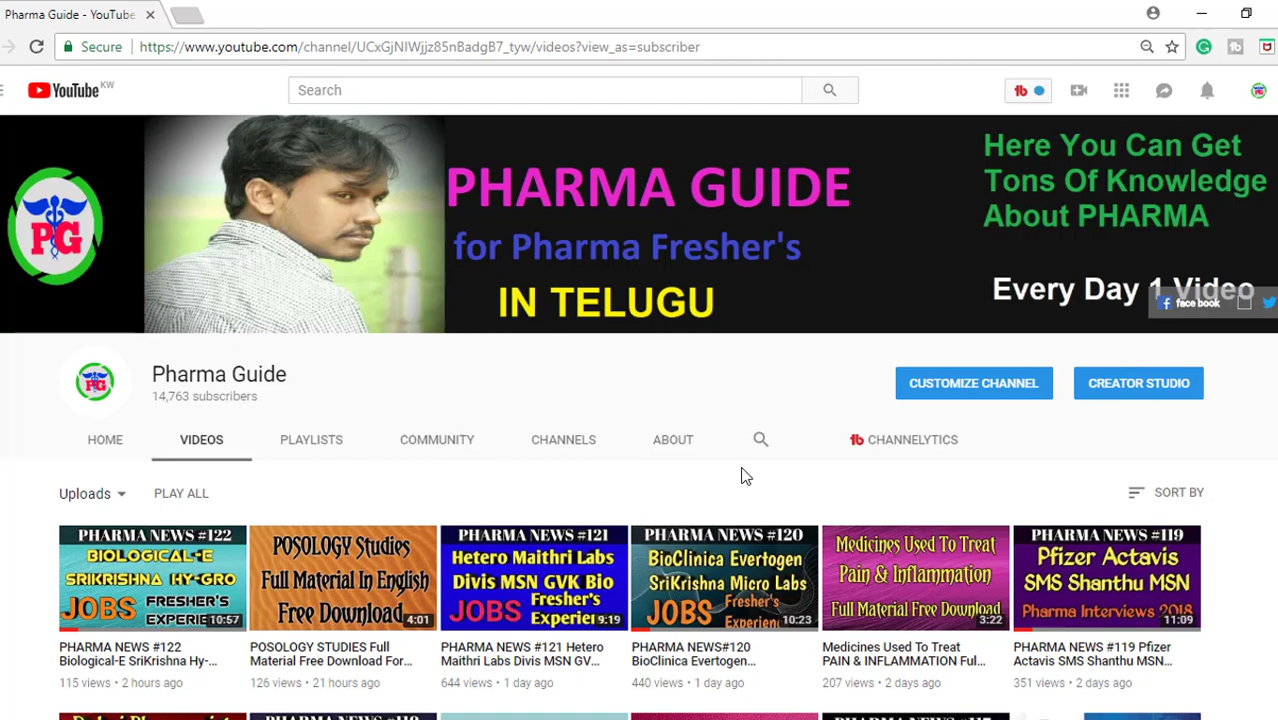 Pharma Guide - YouTube
Secure
https://www.youtube.com/channel/UCxGjNIWjjz85nBadgB7_tyw/videos?view_as=subscriber
YouTube KW
Search
Here You Can Get
Tons Of Knowledge
About PHARMA
PHARMA GUIDE
for Pharma Fresher's
IN TELUGU
PG
Every Day 1 Video
face book
Pharma Guide
14,763 subscribers
CUSTOMIZE CHANNEL
CREATOR STUDIO
HOME VIDEOS PLAYLISTS COMMUNITY CHANNELS ABOUT CHANNELYTICS
Uploads PLAY ALL SORT BY
PHARMA NEWS #122
BIOLOGICAL-E
SRIKRISHNA HY-GRO
JOBS FRESHER'S
10:57
PHARMA NEWS #122
Biological-E SriKrishna Hy-...
115 views • 2 hours ago
POSOLOGY Studies
Full Material In English
Free Download
4:01
POSOLOGY STUDIES Full
Material Free Download For...
126 views • 21 hours ago
PHARMA NEWS #121
Hetero Maithri Labs
Divis MSN GVK Bio
JOBS Fresher's
9:19
PHARMA NEWS #121 Hetero
Maithri Labs Divis MSN GV...
644 views • 1 day ago
PHARMA NEWS #120
BioClinica Evertogen
SriKrishna Micro Labs
JOBS Fresher's
10:23
PHARMA NEWS#120
BioClinica Evertogen...
440 views • 1 day ago
Medicines Used To Treat
Pain & Inflammation
Full Material Free Download
3:22
Medicines Used To Treat
PAIN & INFLAMMATION Ful...
207 views • 2 days ago
PHARMA NEWS #119
Pfizer Actavis
SMS Shanthu MSN
Pharma Interviews 2018
11:09
PHARMA NEWS #119 Pfizer
Actavis SMS Shanthu MSN...
351 views • 2 days ago